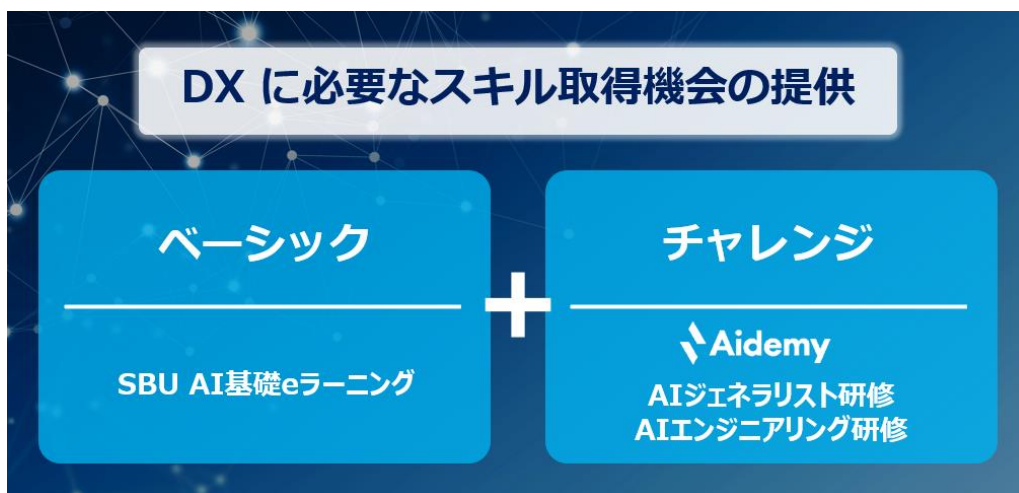 DX に必要なスキル取得機会の提供
ベーシック
SBU AI基礎eラーニング
+
チャレンジ
Aidemy
AIジェネラリスト研修
AIエンジニアリング研修